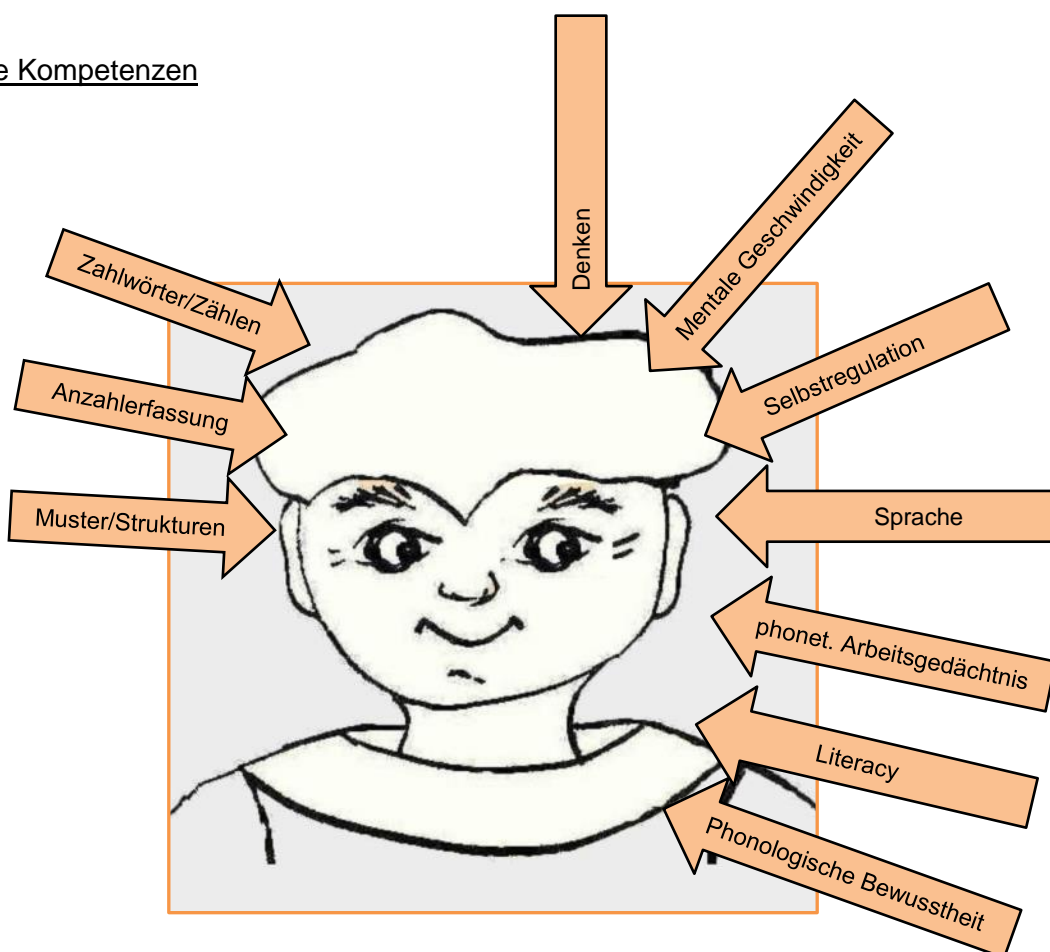 e Kompetenzen
Denken
Mentale Geschwindigkeit
Zahlwörter/Zählen
Selbstregulation
Anzahlerfassung
Sprache
Muster/Strukturen
phonet. Arbeitsgedächtnis
Literacy
Phonologische Bewusstheit